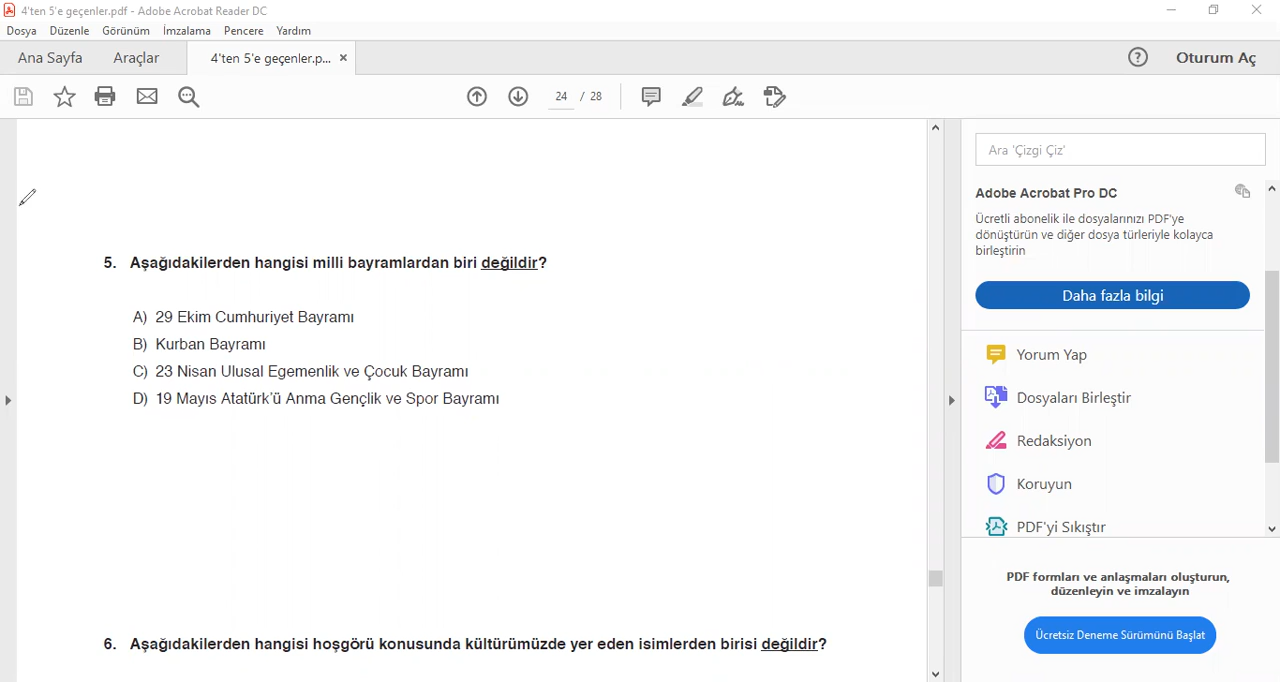 4'ten 5'e geçenler.pdf - Adobe Acrobat Reader DC
Dosya Düzenle Görünüm İmzalama Pencere Yardım
Ana Sayfa Araçlar 4'ten 5'e geçenler.p... × ? Oturum Aç
24 / 28
Ara 'Çizgi Çiz'
Adobe Acrobat Pro DC
Ücretli abonelik ile dosyalarınızı PDF'ye
dönüştürün ve diğer dosya türleriyle kolayca
birleştirin
Daha fazla bilgi
Yorum Yap
Dosyaları Birleştir
Redaksiyon
Koruyun
PDF'yi Sıkıştır
PDF formları ve anlaşmaları oluşturun,
düzenleyin ve imzalayın
Ücretsiz Deneme Sürümünü Başlat
5. Aşağıdakilerden hangisi milli bayramlardan biri değildir?
A) 29 Ekim Cumhuriyet Bayramı
B) Kurban Bayramı
C) 23 Nisan Ulusal Egemenlik ve Çocuk Bayramı
D) 19 Mayıs Atatürk'ü Anma Gençlik ve Spor Bayramı
6. Aşağıdakilerden hangisi hoşgörü konusunda kültürümüzde yer eden isimlerden birisi değildir?